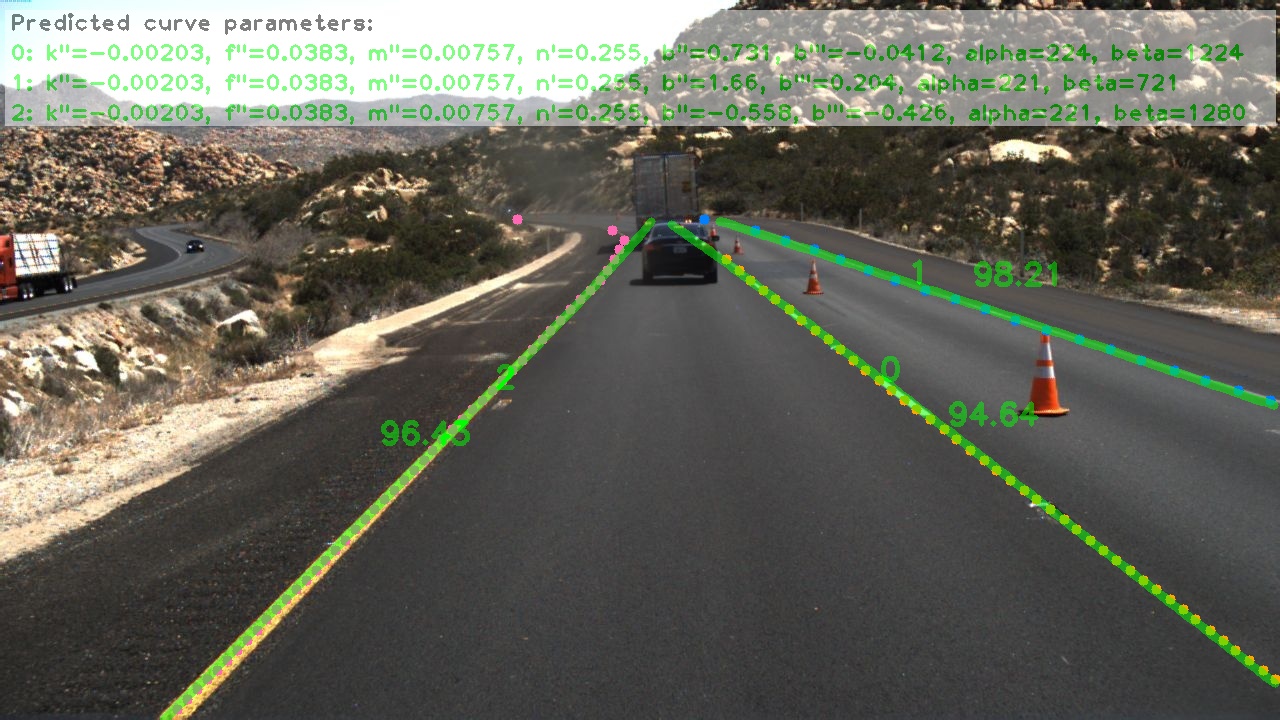 Predicted curve parameters:
0: k''=-0.00203, f''=0.0383, m''=0.00757, n'=0.255, b''=0.731, b'''=-0.0412, alpha=224, beta=1224
1: k''=-0.00203, f''=0.0383, m''=0.00757, n'=0.255, b''=1.66, b'''=0.204, alpha=221, beta=721
2: k''=-0.00203, f''=0.0383, m''=0.00757, n'=0.255, b''=-0.558, b'''=-0.426, alpha=221, beta=1280
1 98.21
0
2
94.64
96.45